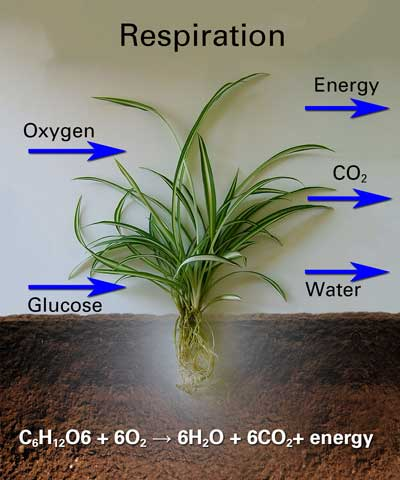 Respiration
Energy
Oxygen
CO₂
Water
Glucose
C₆H₁₂O6 + 6O₂ → 6H₂O + 6CO₂+ energy